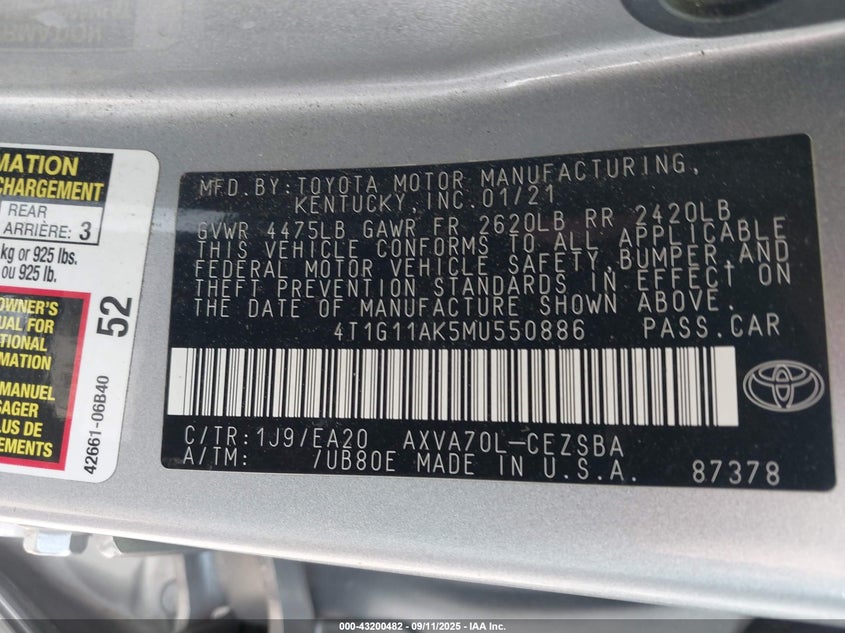 MATION
CHARGEMENT
REAR
ARRIÈRE: 3
kg or 925 lbs.
ou 925 lb.
OWNER'S
UAL FOR
TIONAL
MATION
MANUEL
SAGER
LUS DE
EMENTS
52
42661-06B40
MFD.BY:TOYOTA MOTOR MANUFACTURING,
KENTUCKY,INC.01/21
GVWR 4475LB GAWR FR 2620LB RR 2420LB
THIS VEHICLE CONFORMS TO ALL APPLICABLE
FEDERAL MOTOR VEHICLE SAFETY,BUMPER,AND
THEFT PREVENTION STANDARDS IN EFFECT ON
THE DATE OF MANUFACTURE SHOWN ABOVE.
4T1G11AK5MU550886 PASS.CAR
C/TR:1J9/EA20 AXVA70L-CEZSBA
A/TM: /UB80E MADE IN U.S.A. 87378
000-43200482 - 09/11/2025 - IAA Inc.